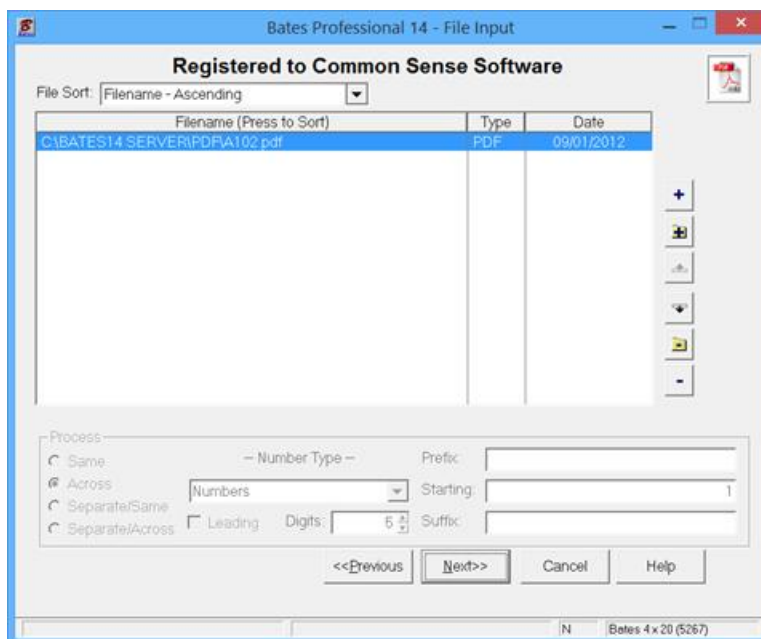 Bates Professional 14 - File Input
Registered to Common Sense Software
File Sort: Filename - Ascending
Filename (Press to Sort) Type Date
C:\BATES14 SERVER\PDF\A102.pdf PDF 09/01/2012
Process
Same
Across
Separate/Same
Separate/Across
-- Number Type --
Numbers
Leading Digits: 6
Prefix:
Starting: 1
Suffix:
<<Previous Next>> Cancel Help
N Bates 4 x 20 (5267)